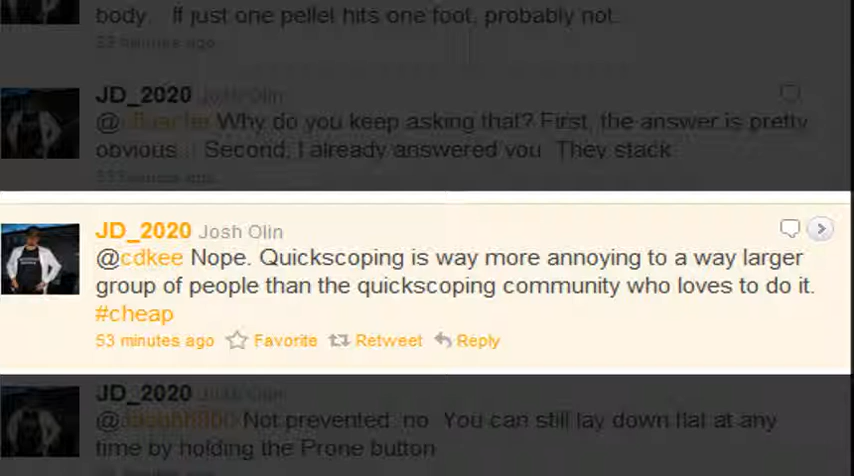 body. If just one pellet hits one foot, probably not.
53 minutes ago
JD_2020 Josh Olin
@ Why do you keep asking that? First, the answer is pretty
obvious... Second, I already answered you. They stack.
minutes ago
JD_2020 Josh Olin
@cdkee Nope. Quickscoping is way more annoying to a way larger
group of people than the quickscoping community who loves to do it.
#cheap
53 minutes ago Favorite Retweet Reply
JD_2020 Josh Olin
@ Not prevented, no. You can still lay down flat at any
time by holding the Prone button